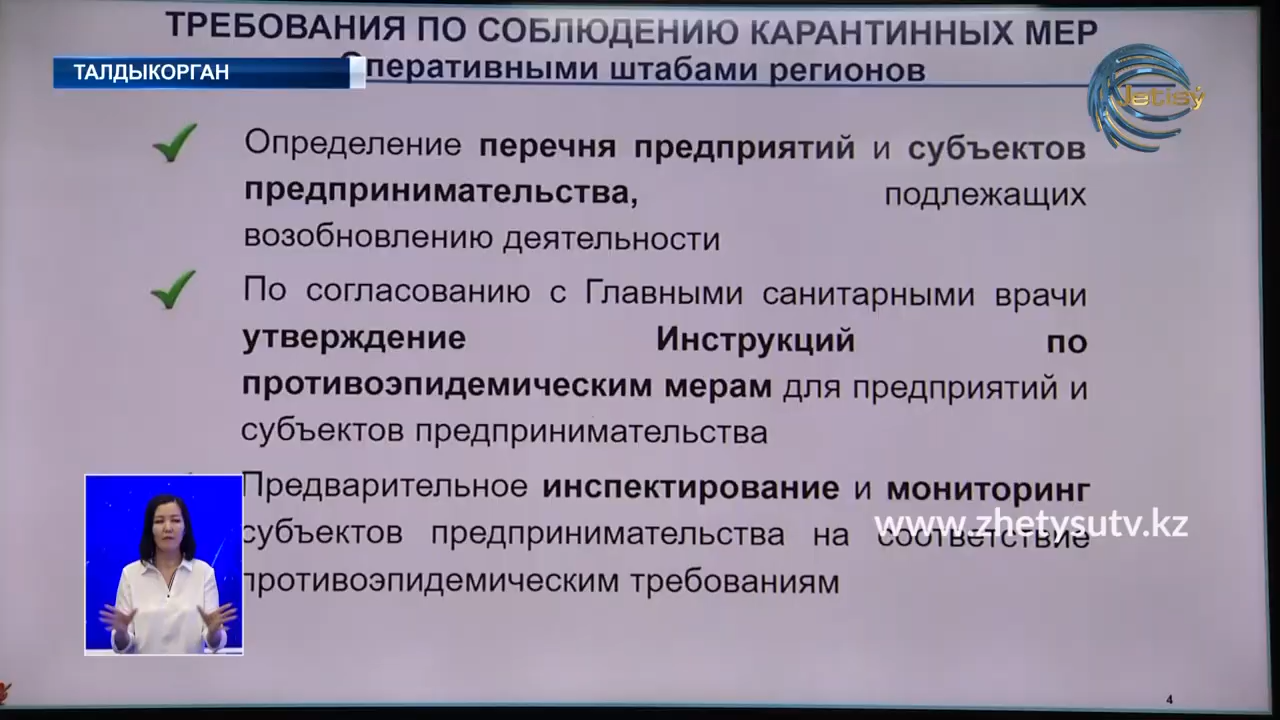 ТРЕБОВАНИЯ ПО СОБЛЮДЕНИЮ КАРАНТИННЫХ МЕР
Оперативными штабами регионов
ТАЛДЫКОРГАН
Jetisý
Определение перечня предприятий и субъектов
предпринимательства, подлежащих
возобновлению деятельности
По согласованию с Главными санитарными врачи
утверждение Инструкций по
противоэпидемическим мерам для предприятий и
субъектов предпринимательства
Предварительное инспектирование и мониторинг
www.zhetysutv.kz
субъектов предпринимательства на соответствие
противоэпидемическим требованиям
4